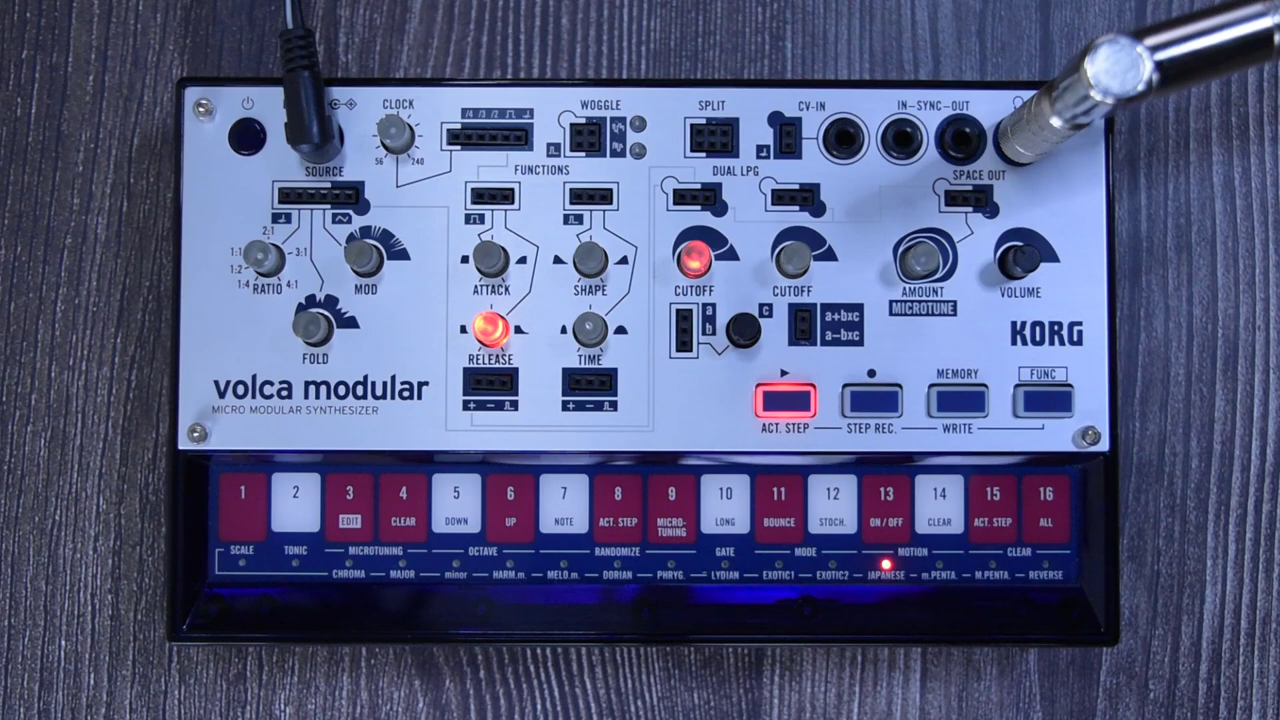 CLOCK
56 240
/4 /3 /2
WOGGLE
SPLIT
CV-IN
IN-SYNC-OUT
SOURCE
FUNCTIONS
DUAL LPG
SPACE OUT
2:1
1:1 3:1
1:2
1:4 4:1
RATIO
MOD
FOLD
ATTACK
SHAPE
RELEASE
TIME
+ −
+ −
CUTOFF
CUTOFF
AMOUNT
MICROTUNE
VOLUME
a
b
c
a+bxc
a−bxc
KORG
volca modular
MICRO MODULAR SYNTHESIZER
MEMORY
FUNC
ACT. STEP
STEP REC.
WRITE
1 2 3 4 5 6 7 8 9 10 11 12 13 14 15 16
EDIT CLEAR DOWN UP NOTE ACT. STEP MICRO-TUNING LONG BOUNCE STOCH. ON / OFF CLEAR ACT. STEP ALL
SCALE TONIC MICROTUNING OCTAVE RANDOMIZE GATE MODE MOTION CLEAR
CHROMA MAJOR minor HARM.m. MELO.m. DORIAN PHRYG. LYDIAN EXOTIC1 EXOTIC2 JAPANESE m.PENTA. M.PENTA. REVERSE